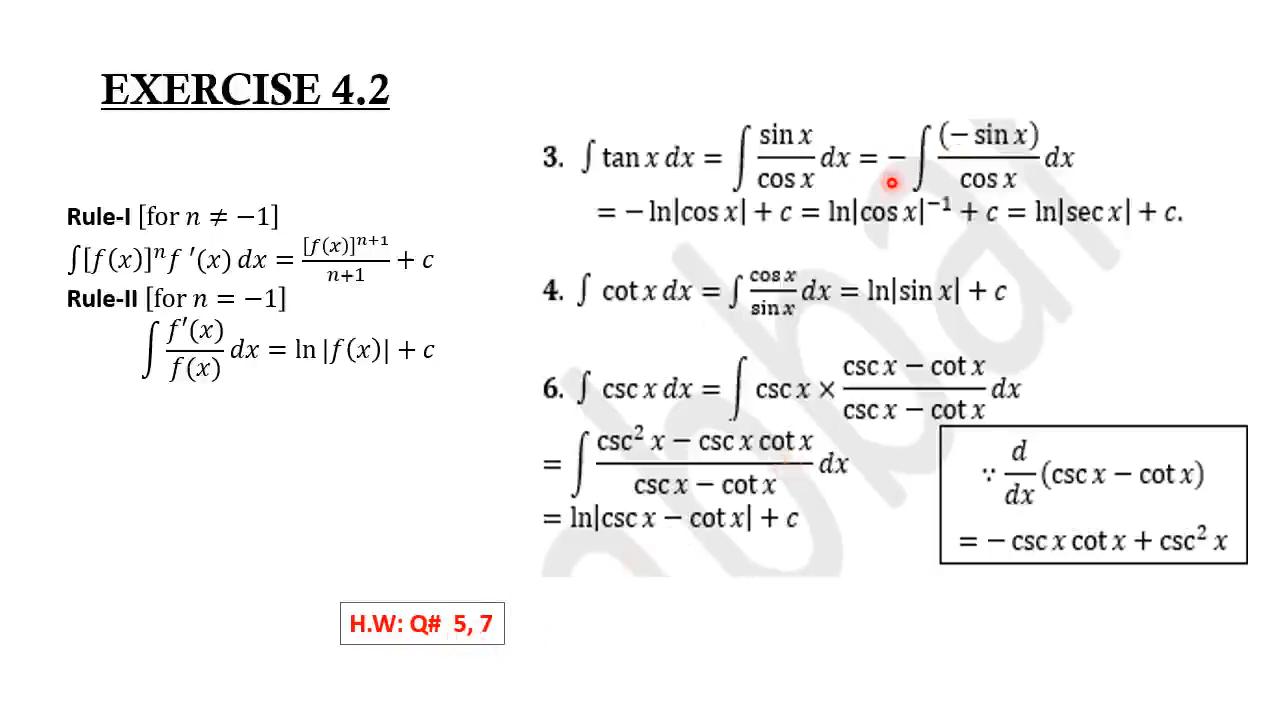 EXERCISE 4.2
Rule-I [for n ≠ −1]
∫[f(x)]ⁿ f ′(x) dx = [f(x)]ⁿ⁺¹/n+1 + c
Rule-II [for n = −1]
∫ f′(x)/f(x) dx = ln |f(x)| + c
3. ∫ tan x dx = ∫ sin x/cos x dx = − ∫ (− sin x)/cos x dx
= − ln|cos x| + c = ln|cos x|⁻¹ + c = ln|sec x| + c.
4. ∫ cot x dx = ∫ cos x/sin x dx = ln|sin x| + c
6. ∫ csc x dx = ∫ csc x × csc x − cot x/csc x − cot x dx
= ∫ csc² x − csc x cot x/csc x − cot x dx
= ln|csc x − cot x| + c
∵ d/dx (csc x − cot x)
= − csc x cot x + csc² x
H.W: Q# 5, 7